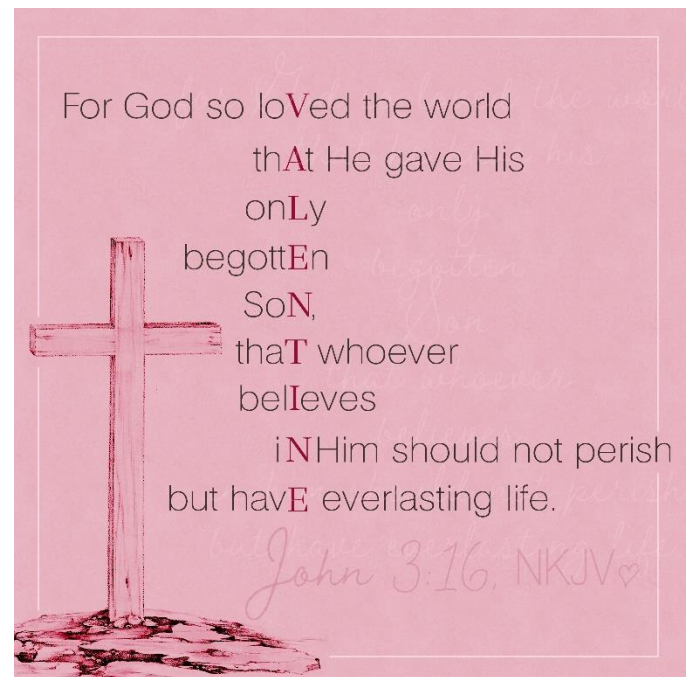 For God so loVed the world
thAt He gave His
onLy
begottEn
SoN,
thaT whoever
belIeves
iNHim should not perish
but havE everlasting life.
John 3:16, NKJV♡